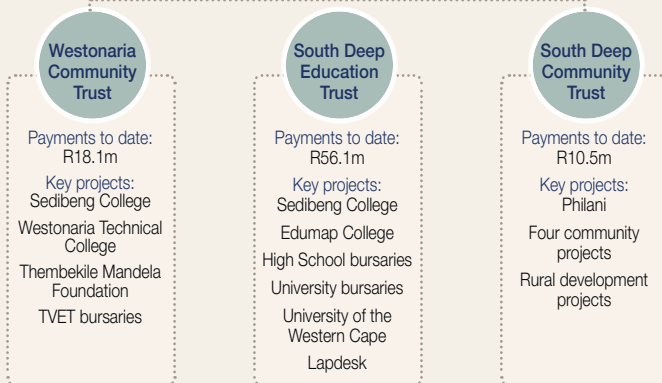 Westonaria
Community
Trust
Payments to date:
R18.1m
Key projects:
Sedibeng College
Westonaria Technical
College
Thembekile Mandela
Foundation
TVET bursaries
South Deep
Education
Trust
Payments to date:
R56.1m
Key projects:
Sedibeng College
Edumap College
High School bursaries
University bursaries
University of the
Western Cape
Lapdesk
South Deep
Community
Trust
Payments to date:
R10.5m
Key projects:
Philani
Four community
projects
Rural development
projects